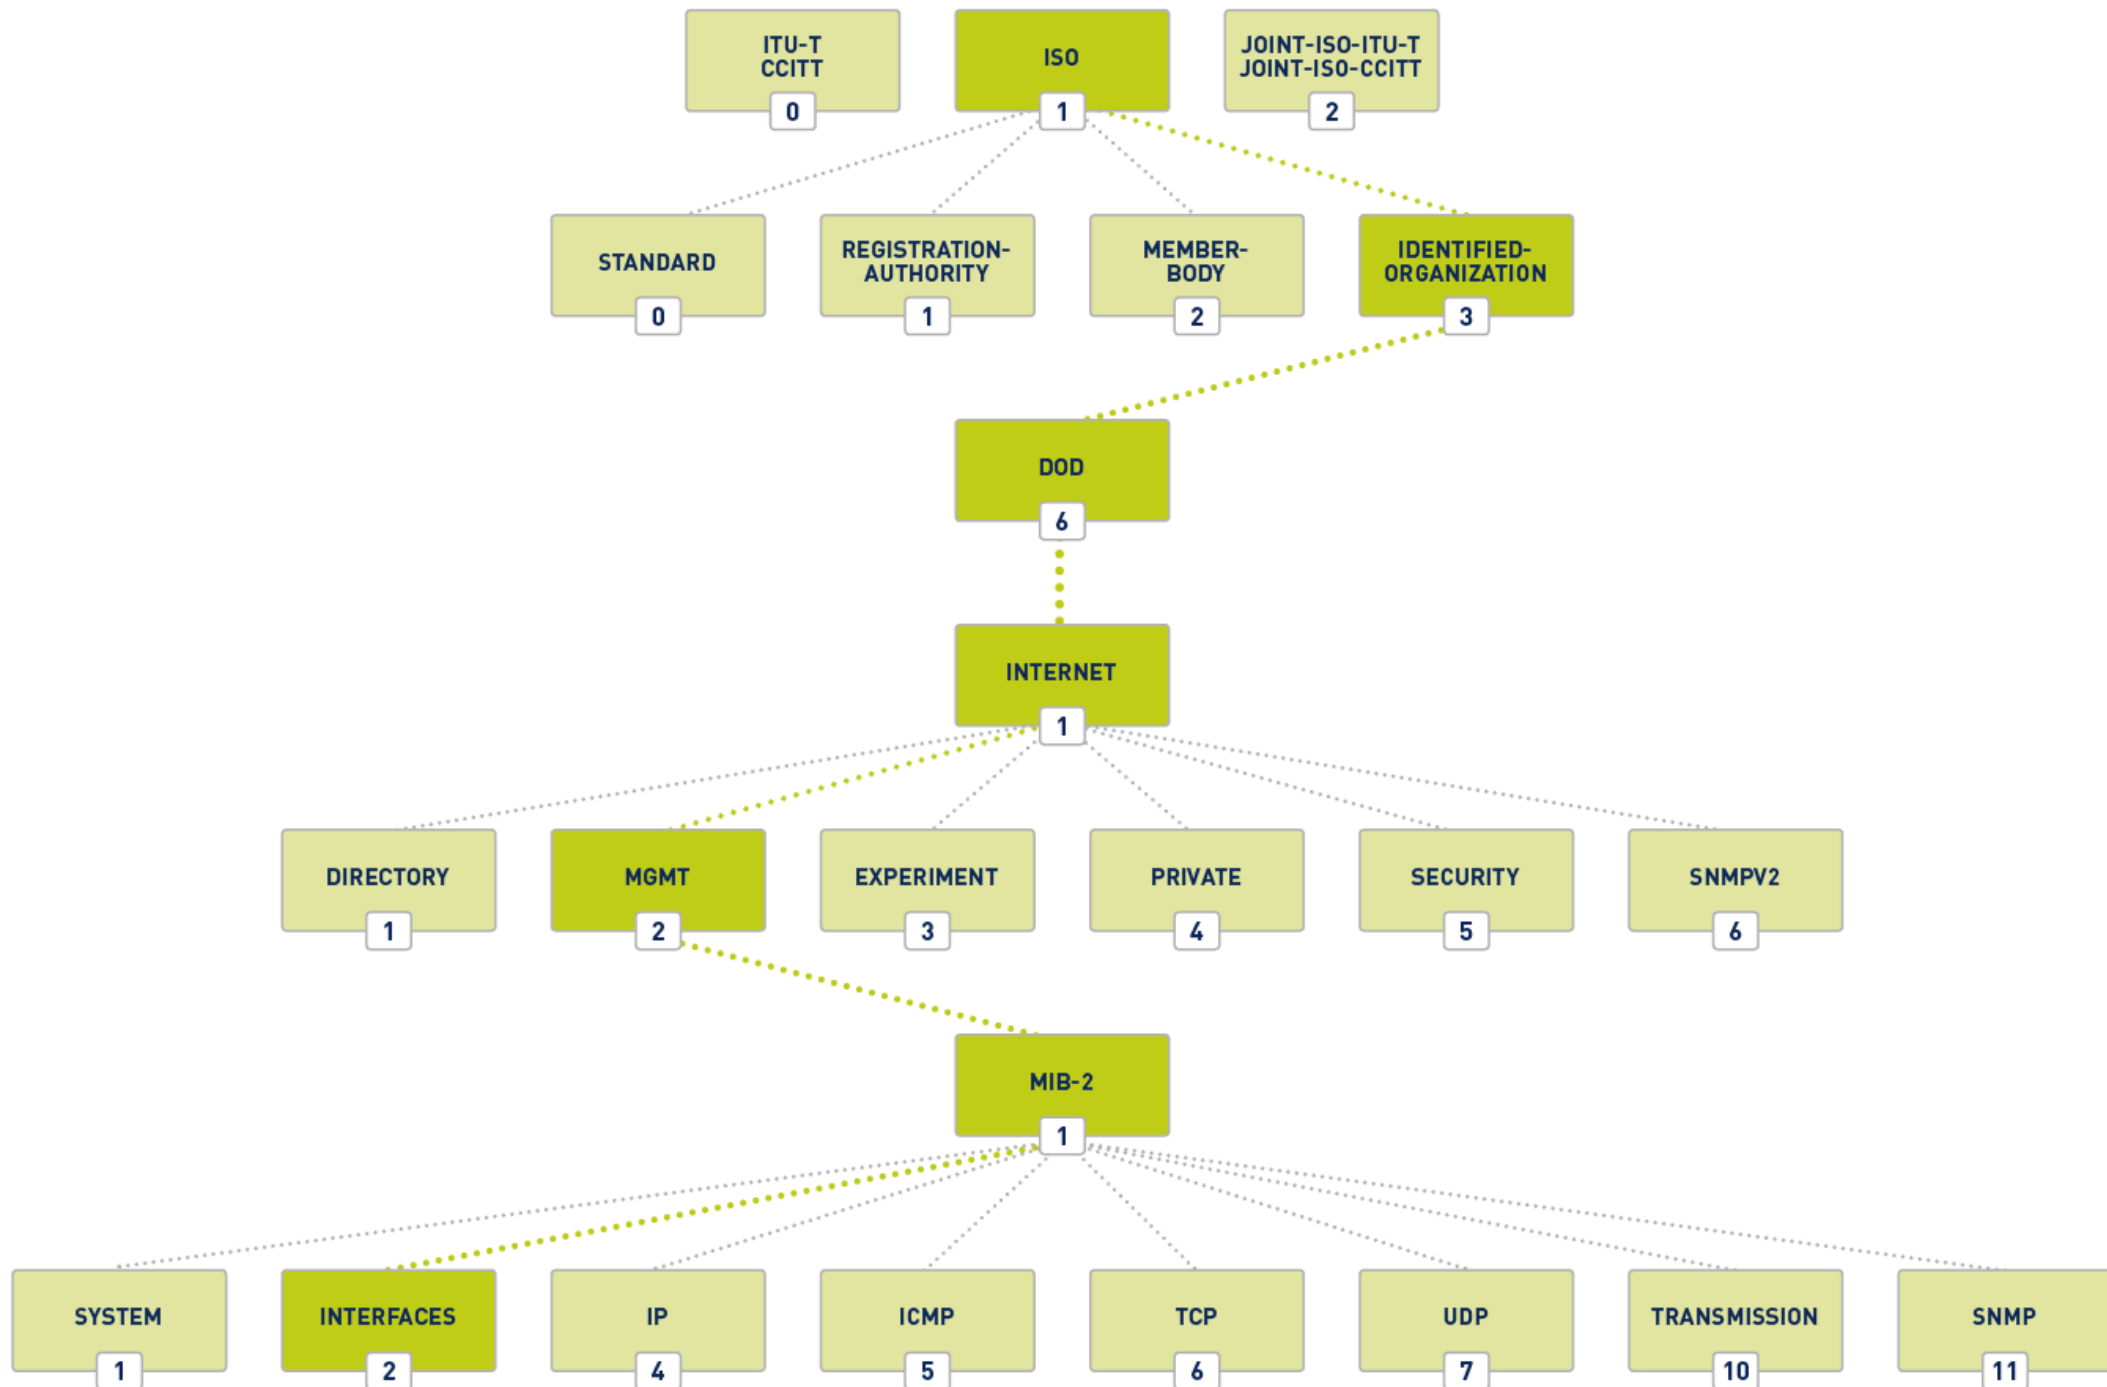 ITU-T
CCITT
0
ISO
1
JOINT-ISO-ITU-T
JOINT-ISO-CCITT
2
STANDARD
0
REGISTRATION-
AUTHORITY
1
MEMBER-
BODY
2
IDENTIFIED-
ORGANIZATION
3
DOD
6
INTERNET
1
DIRECTORY
1
MGMT
2
EXPERIMENT
3
PRIVATE
4
SECURITY
5
SNMPV2
6
MIB-2
1
SYSTEM
1
INTERFACES
2
IP
4
ICMP
5
TCP
6
UDP
7
TRANSMISSION
10
SNMP
11